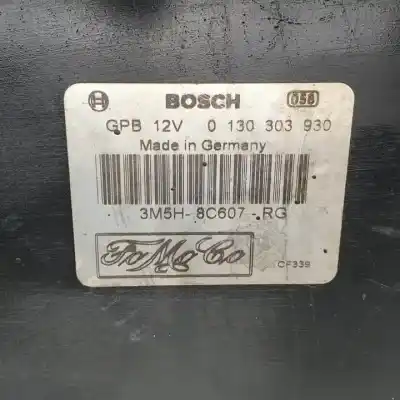 BOSCH 058
GPB 12V 0 130 303 930
Made in Germany
3M5H-8C607-RG
FoMoCo
CF339